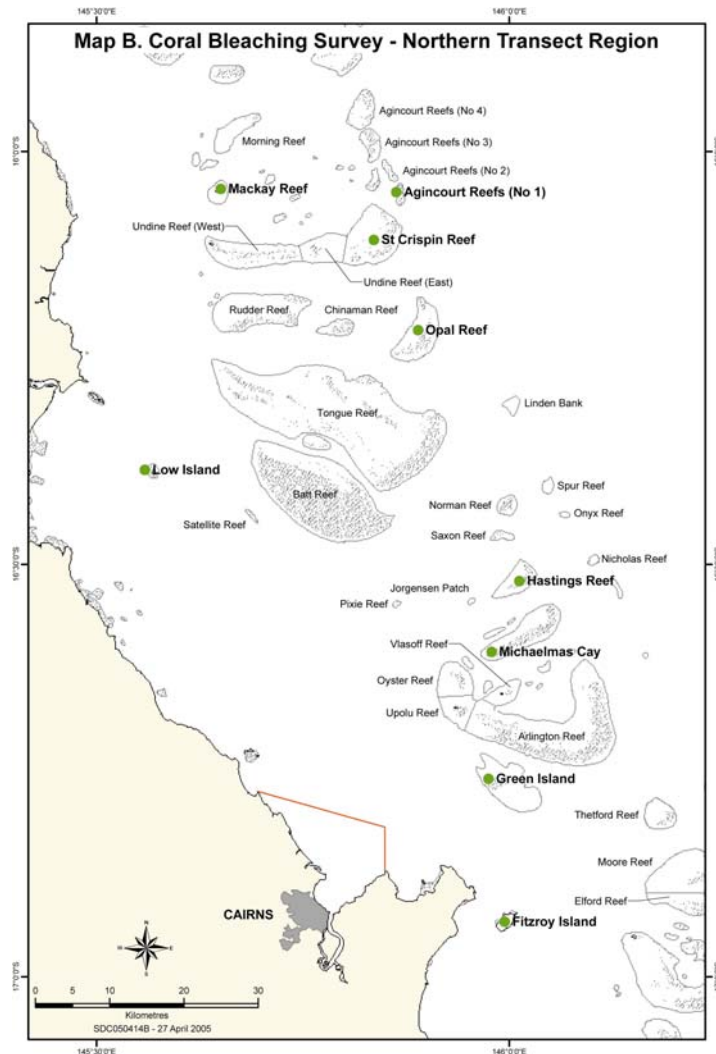 145°30'0"E
146°0'0"E
Map B. Coral Bleaching Survey - Northern Transect Region
Agincourt Reefs (No 4)
Morning Reef
Agincourt Reefs (No 3)
16°0'0"S
Agincourt Reefs (No 2)
Mackay Reef
Agincourt Reefs (No 1)
Undine Reef (West)
St Crispin Reef
Undine Reef (East)
Rudder Reef
Chinaman Reef
Opal Reef
Linden Bank
Tongue Reef
Low Island
Spur Reef
Batt Reef
Norman Reef
Onyx Reef
Satellite Reef
Saxon Reef
16°30'0"S
Nicholas Reef
Hastings Reef
Jorgensen Patch
Pixie Reef
Vlasoff Reef
Michaelmas Cay
Oyster Reef
Upolu Reef
Arlington Reef
Green Island
Thetford Reef
Moore Reef
Elford Reef
CAIRNS
Fitzroy Island
N
W
E
S
17°0'0"S
0 5 10 20 30
Kilometres
SDC050414B - 27 April 2005
145°30'0"E
146°0'0"E